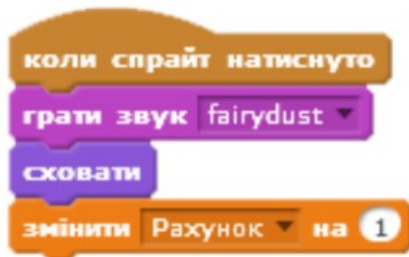 коли спрайт натиснуто
грати звук fairydust
сховати
змінити Рахунок на 1